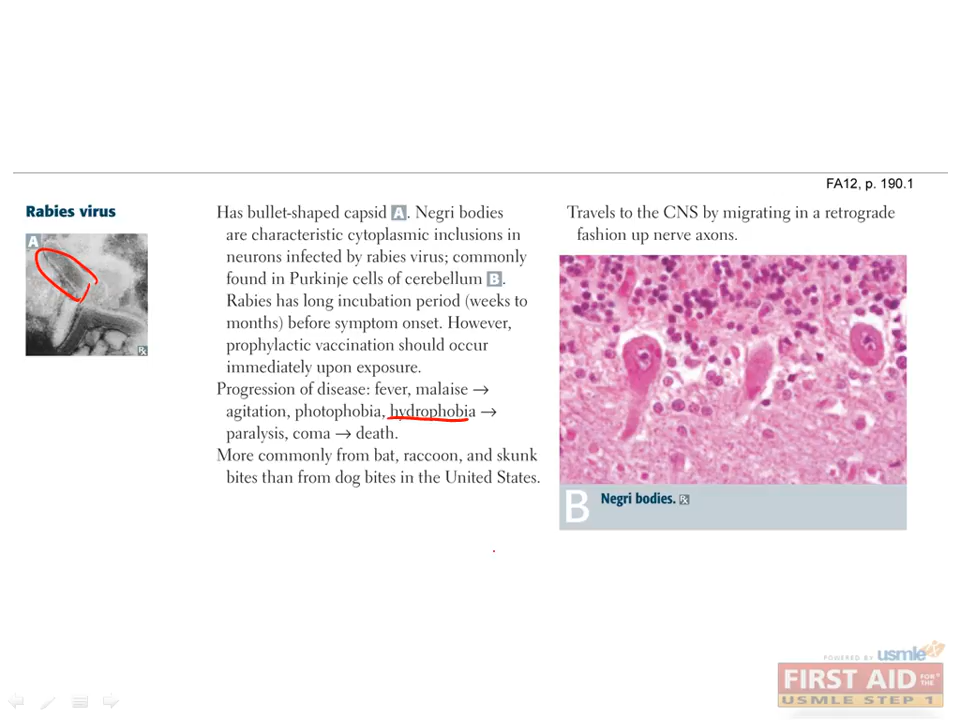 FA12, p. 190.1
Rabies virus
A
Has bullet-shaped capsid A. Negri bodies
are characteristic cytoplasmic inclusions in
neurons infected by rabies virus; commonly
found in Purkinje cells of cerebellum B.
Rabies has long incubation period (weeks to
months) before symptom onset. However,
prophylactic vaccination should occur
immediately upon exposure.
Progression of disease: fever, malaise →
agitation, photophobia, hydrophobia →
paralysis, coma → death.
More commonly from bat, raccoon, and skunk
bites than from dog bites in the United States.
Travels to the CNS by migrating in a retrograde
fashion up nerve axons.
B Negri bodies. Rx
POWERED BY usmle Rx
FIRST AID FOR THE®
USMLE STEP 1